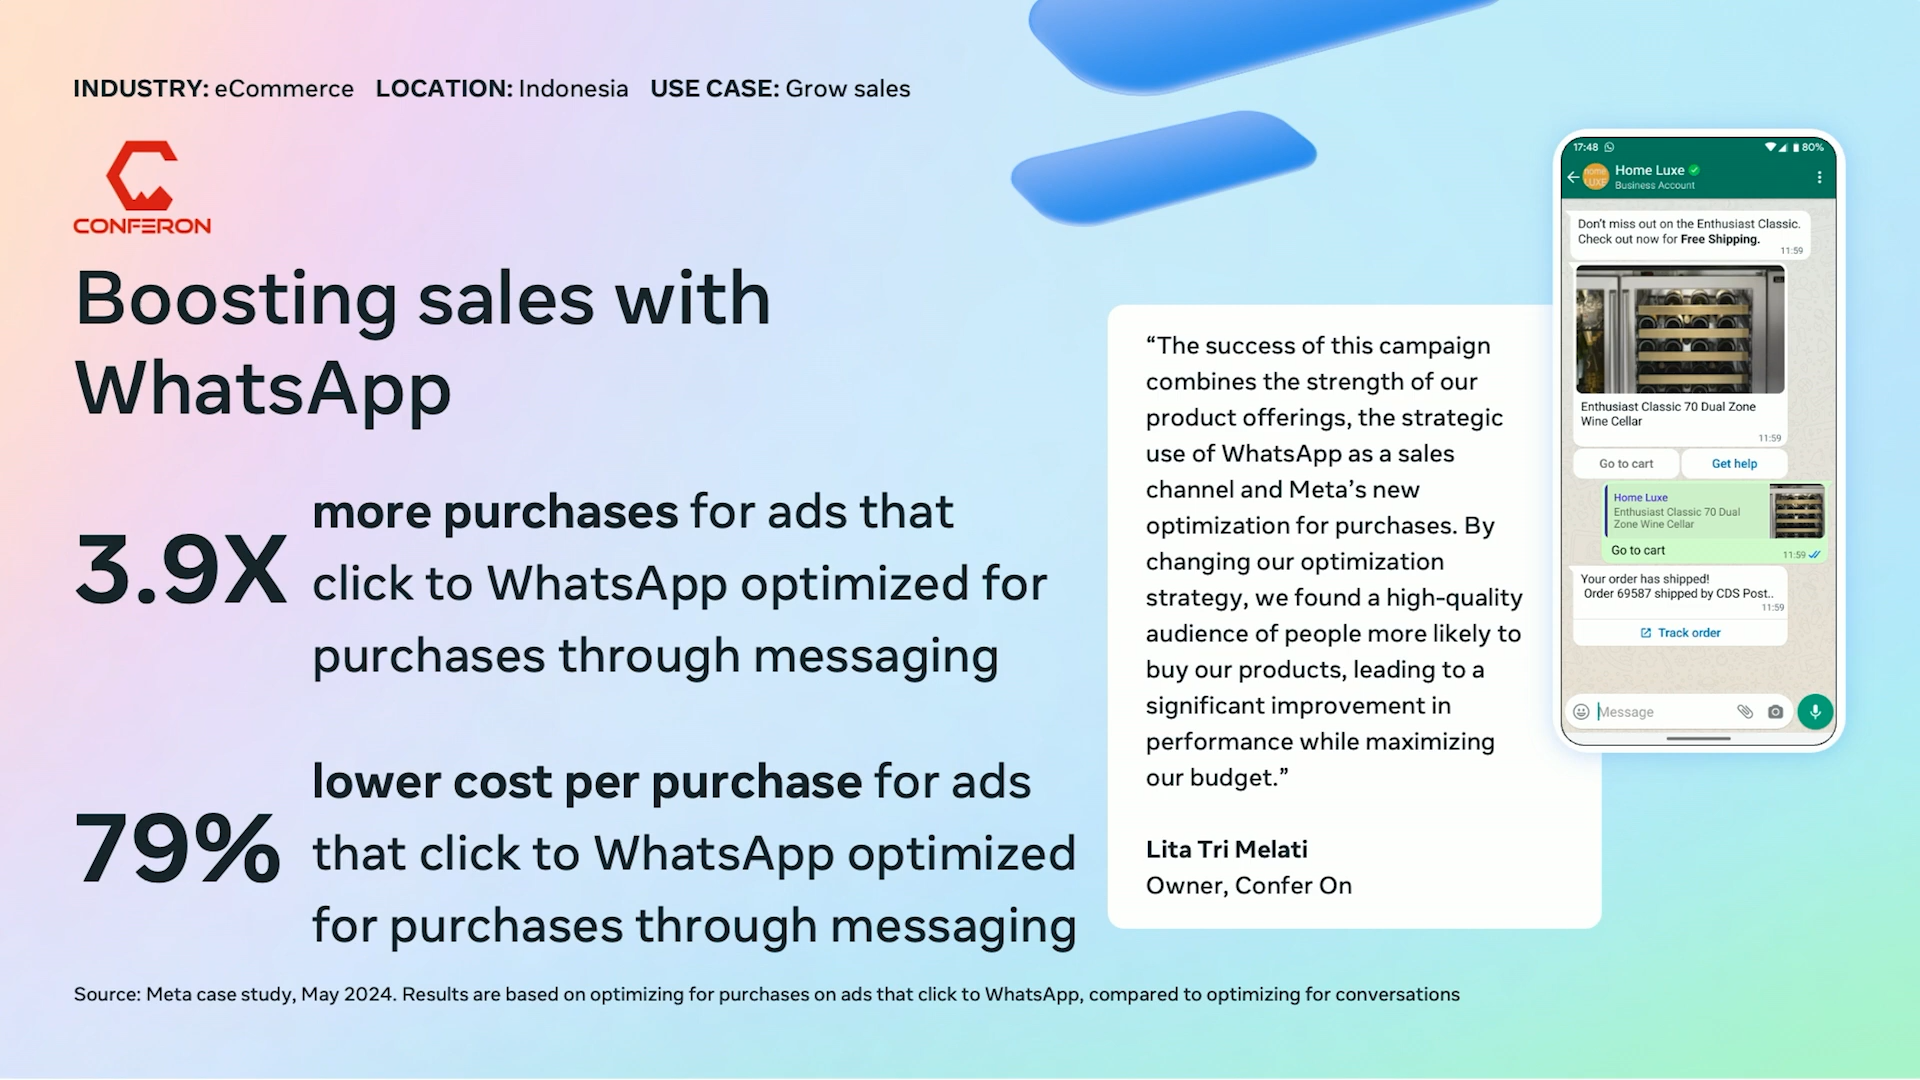 INDUSTRY: eCommerce LOCATION: Indonesia USE CASE: Grow sales
CONFERON
Boosting sales with
WhatsApp
3.9X
more purchases for ads that
click to WhatsApp optimized for
purchases through messaging
79%
lower cost per purchase for ads
that click to WhatsApp optimized
for purchases through messaging
“The success of this campaign
combines the strength of our
product offerings, the strategic
use of WhatsApp as a sales
channel and Meta’s new
optimization for purchases. By
changing our optimization
strategy, we found a high-quality
audience of people more likely to
buy our products, leading to a
significant improvement in
performance while maximizing
our budget.”
Lita Tri Melati
Owner, Confer On
17:48 80%
home
LUXE
Home Luxe
Business Account
Don’t miss out on the Enthusiast Classic.
Check out now for Free Shipping.
11:59
Enthusiast Classic 70 Dual Zone
Wine Cellar
11:59
Go to cart Get help
Home Luxe
Enthusiast Classic 70 Dual
Zone Wine Cellar
Go to cart
11:59
Your order has shipped!
Order 69587 shipped by CDS Post..
11:59
Track order
Message
Source: Meta case study, May 2024. Results are based on optimizing for purchases on ads that click to WhatsApp, compared to optimizing for conversations